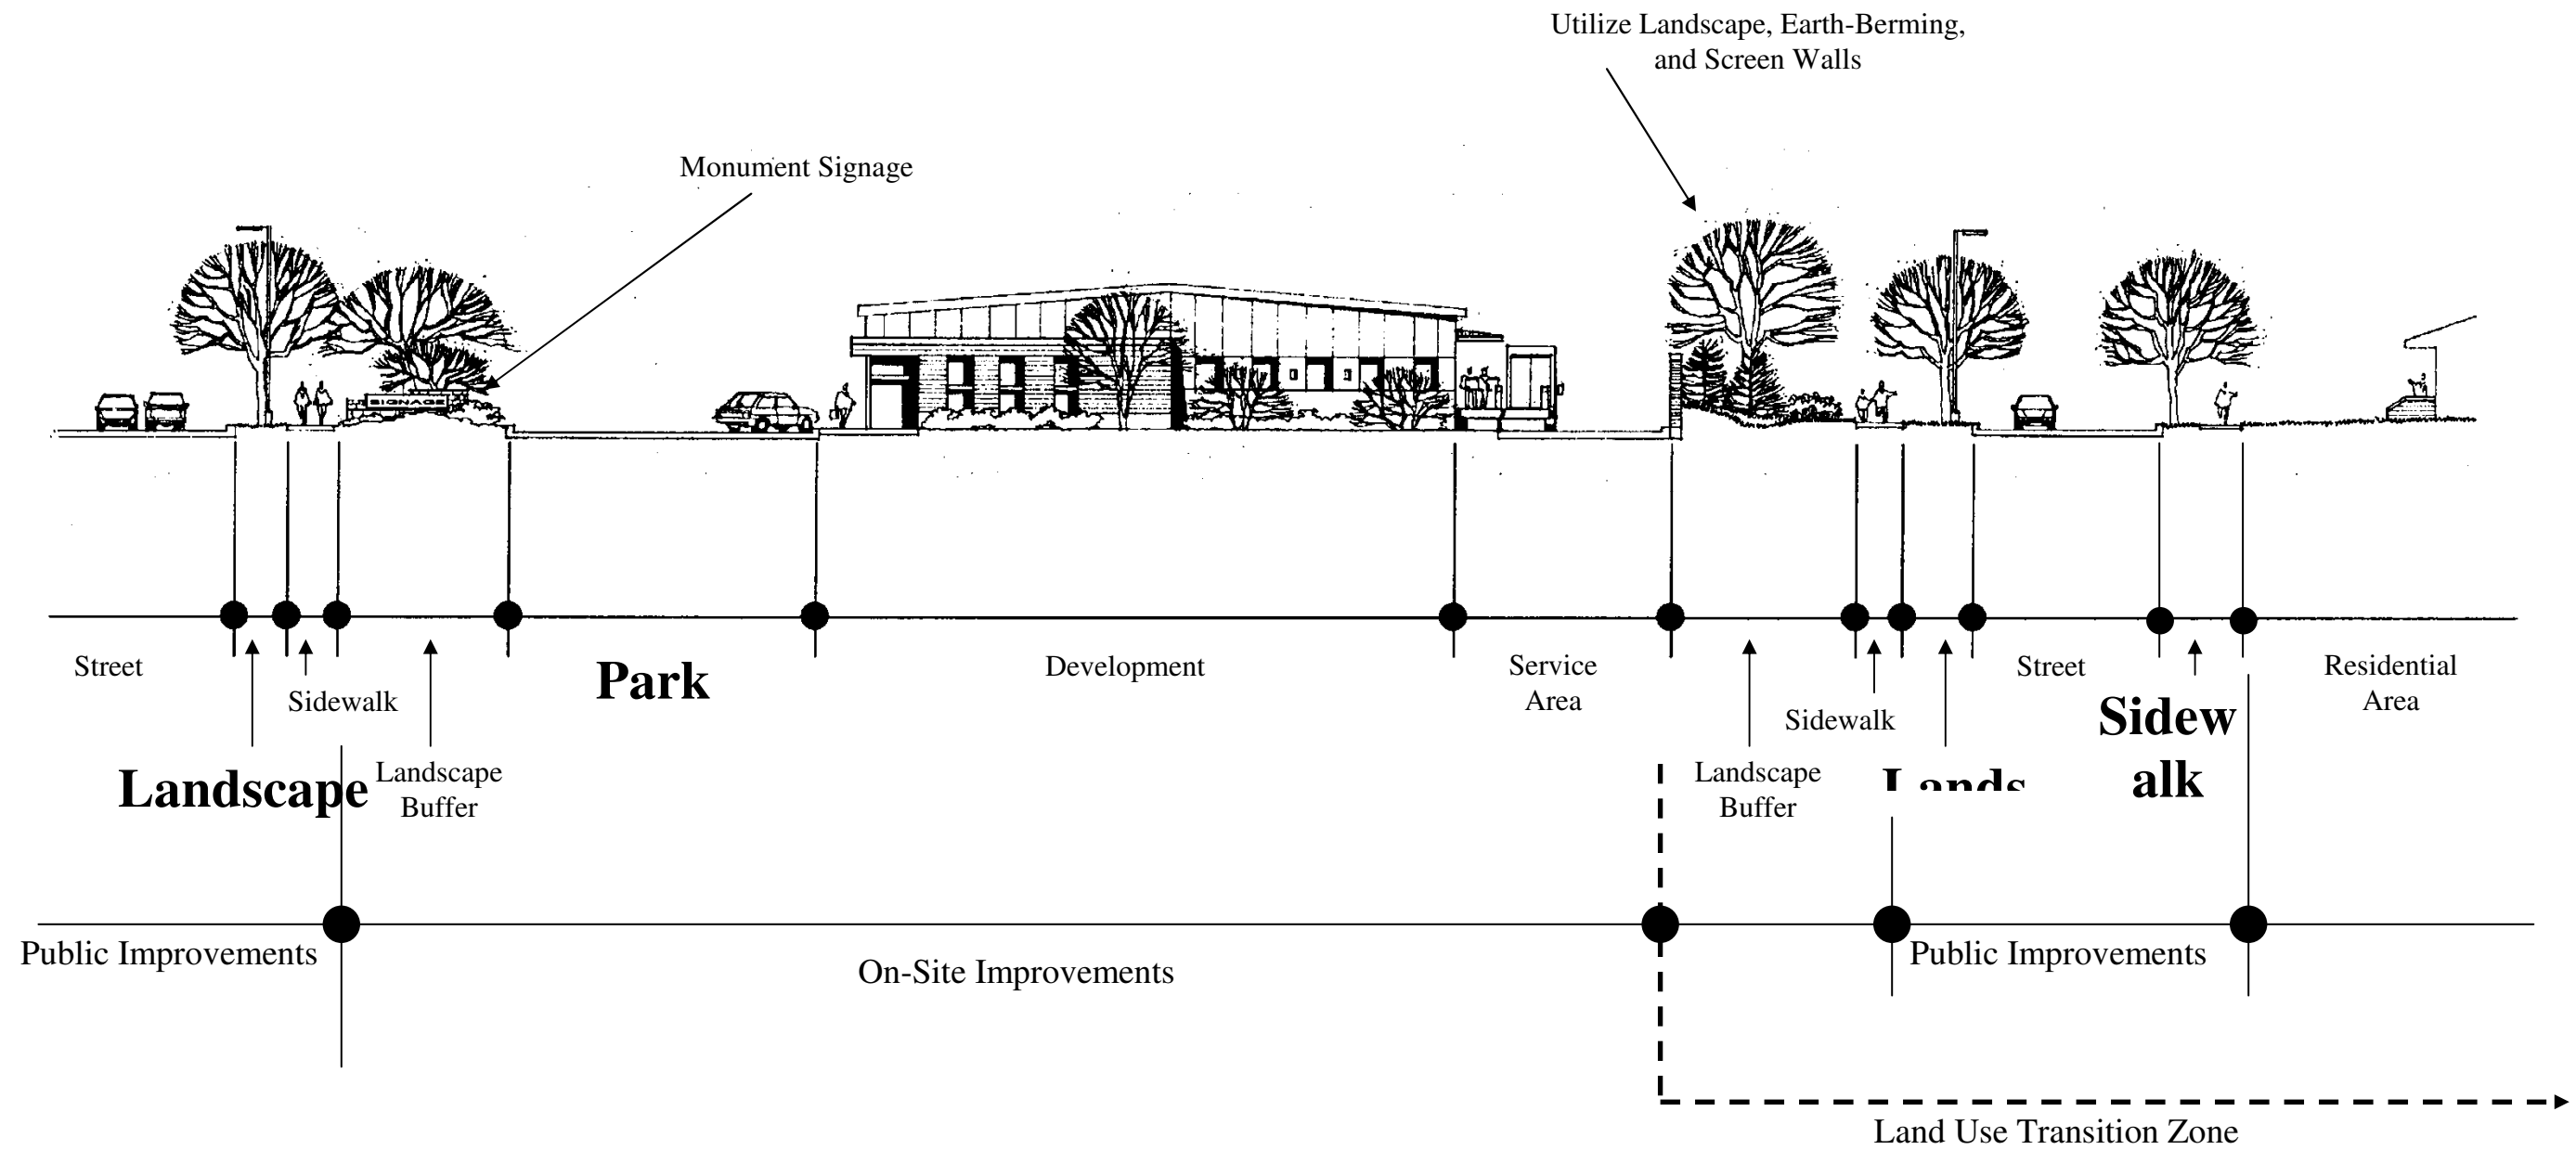 Utilize Landscape, Earth-Berming,
and Screen Walls
Monument Signage
SIGNAGE
Street
Sidewalk
Landscape
Landscape
Buffer
Park
Development
Service
Area
Landscape
Buffer
Sidewalk
Lands
Street
Sidew
alk
Residential
Area
Public Improvements
On-Site Improvements
Public Improvements
Land Use Transition Zone